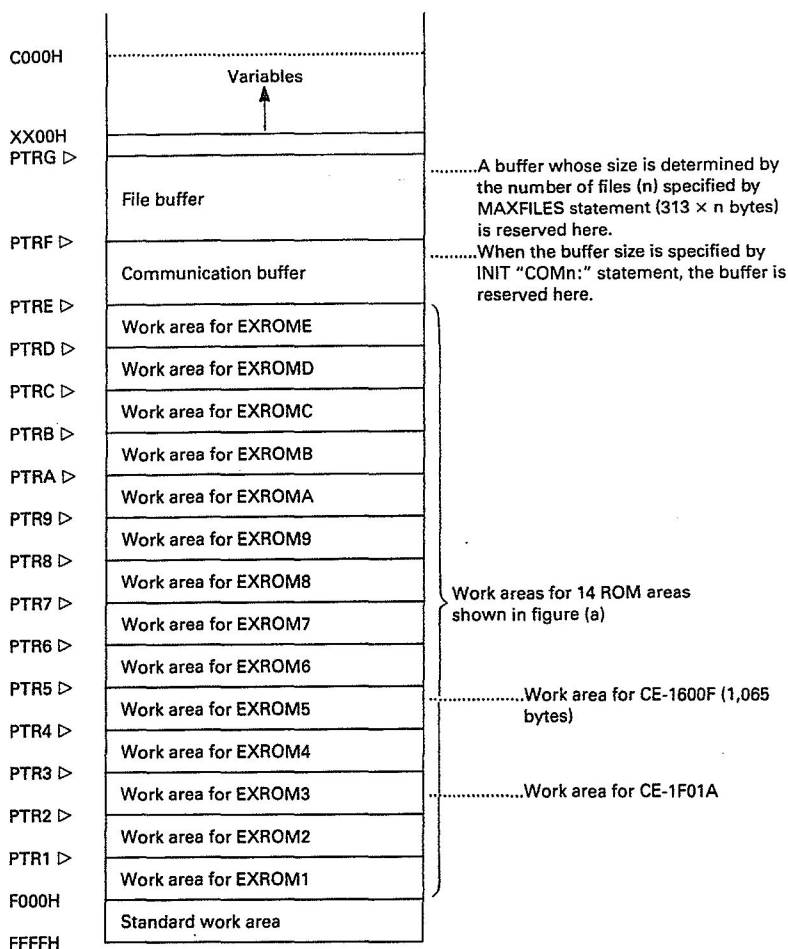 C000H
Variables
XX00H
PTRG ▷
File buffer
.........A buffer whose size is determined by
the number of files (n) specified by
MAXFILES statement (313 × n bytes)
is reserved here.
PTRF ▷
.........When the buffer size is specified by
INIT "COMn:" statement, the buffer is
reserved here.
Communication buffer
PTRE ▷
Work area for EXROME
PTRD ▷
Work area for EXROMD
PTRC ▷
Work area for EXROMC
PTRB ▷
Work area for EXROMB
PTRA ▷
Work area for EXROMA
PTR9 ▷
Work area for EXROM9
PTR8 ▷
Work area for EXROM8
PTR7 ▷
Work areas for 14 ROM areas
shown in figure (a)
Work area for EXROM7
PTR6 ▷
Work area for EXROM6
PTR5 ▷
Work area for EXROM5
...............Work area for CE-1600F (1,065
bytes)
PTR4 ▷
Work area for EXROM4
PTR3 ▷
Work area for EXROM3
...............Work area for CE-1F01A
PTR2 ▷
Work area for EXROM2
PTR1 ▷
Work area for EXROM1
F000H
Standard work area
FFFFH